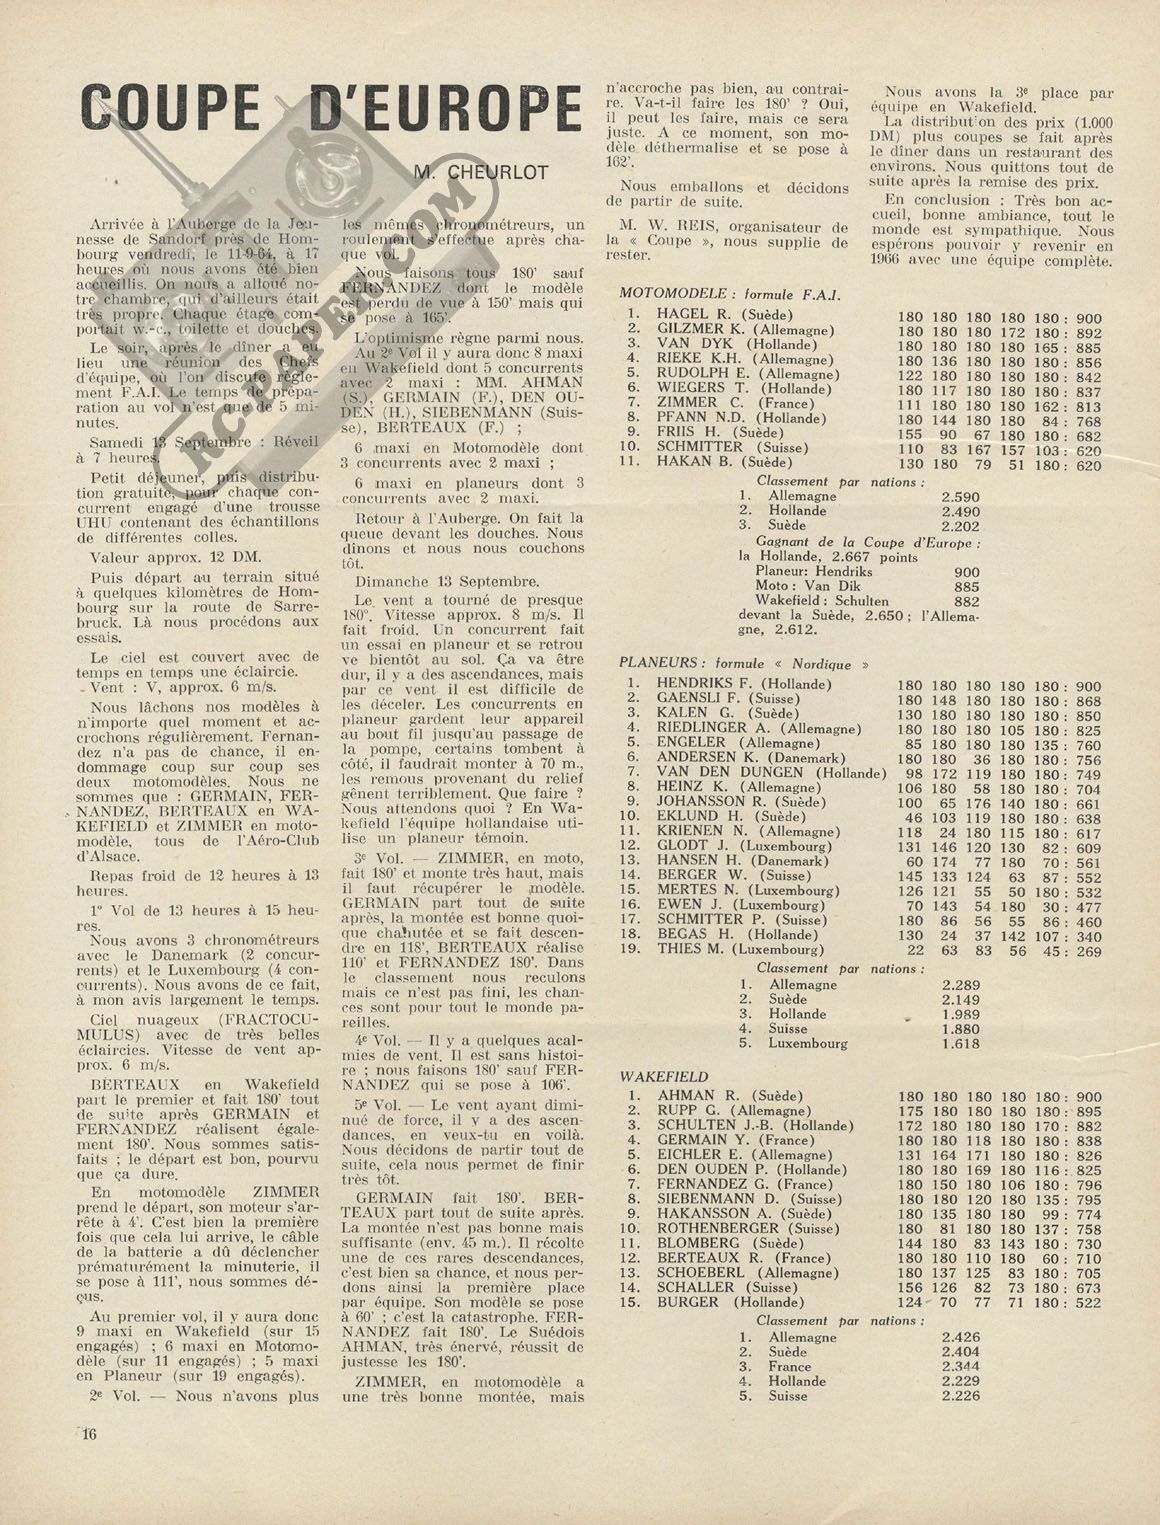 COUPE D'EUROPE
M. CHEURLOT
Arrivée à l'Auberge de la Jeu-
nesse de Sandorf près de Hom-
bourg vendredi, le 11-9-64, à 17
heures où nous avons été bien
accueillis. On nous a alloué no-
tre chambre, qui d'ailleurs était
très propre. Chaque étage com-
portait w.-c., toilette et douches.
Le soir, après le dîner a eu
lieu une réunion des Chefs
d'équipe, où l'on discute règle-
ment F.A.I. Le temps de prépa-
ration au vol n'est que de 5 mi-
nutes.
Samedi 13 Septembre : Réveil
à 7 heures.
Petit déjeuner, puis distribu-
tion gratuite, pour chaque con-
current engagé d'une trousse
UHU contenant des échantillons
de différentes colles.
Valeur approx. 12 DM.
Puis départ au terrain situé
à quelques kilomètres de Hom-
bourg sur la route de Sarre-
bruck. Là nous procédons aux
essais.
Le ciel est couvert avec de
temps en temps une éclaircie.
Vent : V, approx. 6 m/s.
Nous lâchons nos modèles à
n'importe quel moment et ac-
crochons régulièrement. Fernan-
dez n'a pas de chance, il en-
dommage coup sur coup ses
deux motomodèles. Nous ne
sommes que : GERMAIN, FER-
NANDEZ, BERTEAUX en WA-
KEFIELD et ZIMMER en moto-
modèle, tous de l'Aéro-Club
d'Alsace.
Repas froid de 12 heures à 13
heures.
1° Vol de 13 heures à 15 heu-
res.
Nous avons 3 chronométreurs
avec le Danemark (2 concur-
rents) et le Luxembourg (4 con-
currents). Nous avons de ce fait,
à mon avis largement le temps.
Ciel nuageux (FRACTOCU-
MULUS) avec de très belles
éclaircies. Vitesse de vent ap-
prox. 6 m/s.
BERTEAUX en Wakefield
part le premier et fait 180' tout
de suite après GERMAIN et
FERNANDEZ réalisent égale-
ment 180'. Nous sommes satis-
faits ; le départ est bon, pourvu
que ça dure.
En motomodèle ZIMMER
prend le départ, son moteur s'ar-
rête à 4'. C'est bien la première
fois que cela lui arrive, le câble
de la batterie a dû déclencher
prématurément la minuterie, il
se pose à 111', nous sommes dé-
çus.
Au premier vol, il y aura donc
9 maxi en Wakefield (sur 15
engagés) ; 6 maxi en Motomo-
dèle (sur 11 engagés) ; 5 maxi
en Planeur (sur 19 engagés).
2e Vol. — Nous n'avons plus
les mêmes chronométreurs, un
roulement s'effectue après cha-
que vol.
Nous faisons tous 180' sauf
FERNANDEZ dont le modèle
est perdu de vue à 150' mais qui
se pose à 165'.
L'optimisme règne parmi nous.
Au 2e Vol il y aura donc 8 maxi
en Wakefield dont 5 concurrents
avec 2 maxi : MM. AHMAN
(S.), GERMAIN (F.), DEN OU-
DEN (H.), SIEBENMANN (Suis-
se), BERTEAUX (F.) ;
6 maxi en Motomodèle dont
3 concurrents avec 2 maxi ;
6 maxi en planeurs dont 3
concurrents avec 2 maxi.
Retour à l'Auberge. On fait la
queue devant les douches. Nous
dînons et nous nous couchons
tôt.
Dimanche 13 Septembre.
Le vent a tourné de presque
180°. Vitesse approx. 8 m/s. Il
fait froid. Un concurrent fait
un essai en planeur et se retrou
ve bientôt au sol. Ça va être
dur, il y a des ascendances, mais
par ce vent il est difficile de
les déceler. Les concurrents en
planeur gardent leur appareil
au bout fil jusqu'au passage de
la pompe, certains tombent à
côté, il faudrait monter à 70 m.,
les remous provenant du relief
gênent terriblement. Que faire ?
Nous attendons quoi ? En Wa-
kefield l'équipe hollandaise uti-
lise un planeur témoin.
3e Vol. — ZIMMER, en moto,
fait 180' et monte très haut, mais
il faut récupérer le modèle.
GERMAIN part tout de suite
après, la montée est bonne quoi-
que chahutée et se fait descen-
dre en 118', BERTEAUX réalise
110' et FERNANDEZ 180'. Dans
le classement nous reculons
mais ce n'est pas fini, les chan-
ces sont pour tout le monde pa-
reilles.
4e Vol. — Il y a quelques acal-
mies de vent. Il est sans histoi-
re ; nous faisons 180' sauf FER-
NANDEZ qui se pose à 106'.
5e Vol. — Le vent ayant dimi-
nué de force, il y a des ascen-
dances, en veux-tu en voilà.
Nous décidons de partir tout de
suite, cela nous permet de finir
très tôt.
GERMAIN fait 180'. BER-
TEAUX part tout de suite après.
La montée n'est pas bonne mais
suffisante (env. 45 m.). Il récolte
une de ces rares descendances,
c'est bien sa chance, et nous per-
dons ainsi la première place
par équipe. Son modèle se pose
à 60' ; c'est la catastrophe. FER-
NANDEZ fait 180'. Le Suédois
AHMAN, très énervé, réussit de
justesse les 180'.
ZIMMER, en motomodèle a
une très bonne montée, mais
n'accroche pas bien, au contrai-
re. Va-t-il faire les 180' ? Oui,
il peut les faire, mais ce sera
juste. A ce moment, son mo-
dèle déthermalise et se pose à
162'.
Nous emballons et décidons
de partir de suite.
M. W. REIS, organisateur de
la « Coupe », nous supplie de
rester.
Nous avons la 3e place par
équipe en Wakefield.
La distribution des prix (1.000
DM) plus coupes se fait après
le dîner dans un restaurant des
environs. Nous quittons tout de
suite après la remise des prix.
En conclusion : Très bon ac-
cueil, bonne ambiance, tout le
monde est sympathique. Nous
espérons pouvoir y revenir en
1966 avec une équipe complète.
MOTOMODELE : formule F.A.I.
1. HAGEL R. (Suède) 180 180 180 180 180 : 900
2. GILZMER K. (Allemagne) 180 180 180 172 180 : 892
3. VAN DYK (Hollande) 180 180 180 180 165 : 885
4. RIEKE K.H. (Allemagne) 180 136 180 180 180 : 856
5. RUDOLPH E. (Allemagne) 122 180 180 180 180 : 842
6. WIEGERS T. (Hollande) 180 117 180 180 180 : 837
7. ZIMMER C. (France) 111 180 180 180 162 : 813
8. PFANN N.D. (Hollande) 180 144 180 180 84 : 768
9. FRIIS H. (Suède) 155 90 67 180 180 : 682
10. SCHMITTER (Suisse) 110 83 167 157 103 : 620
11. HAKAN B. (Suède) 130 180 79 51 180 : 620
Classement par nations :
1. Allemagne 2.590
2. Hollande 2.490
3. Suède 2.202
Gagnant de la Coupe d'Europe :
la Hollande, 2.667 points
Planeur: Hendriks 900
Moto : Van Dik 885
Wakefield : Schulten 882
devant la Suède, 2.650 ; l'Allema-
gne, 2.612.
PLANEURS : formule « Nordique »
1. HENDRIKS F. (Hollande) 180 180 180 180 180 : 900
2. GAENSLI F. (Suisse) 180 148 180 180 180 : 868
3. KALEN G. (Suède) 130 180 180 180 180 : 850
4. RIEDLINGER A. (Allemagne) 180 180 180 105 180 : 825
5. ENGELER (Allemagne) 85 180 180 180 135 : 760
6. ANDERSEN K. (Danemark) 180 180 36 180 180 : 756
7. VAN DEN DUNGEN (Hollande) 98 172 119 180 180 : 749
8. HEINZ K. (Allemagne) 106 180 58 180 180 : 704
9. JOHANSSON R. (Suède) 100 65 176 140 180 : 661
10. EKLUND H. (Suède) 46 103 119 180 180 : 638
11. KRIENEN N. (Allemagne) 118 24 180 115 180 : 617
12. GLODT J. (Luxembourg) 131 146 120 130 82 : 609
13. HANSEN H. (Danemark) 60 174 77 180 70 : 561
14. BERGER W. (Suisse) 145 133 124 63 87 : 552
15. MERTES N. (Luxembourg) 126 121 55 50 180 : 532
16. EWEN J. (Luxembourg) 70 143 54 180 30 : 477
17. SCHMITTER P. (Suisse) 180 86 56 55 86 : 460
18. BEGAS H. (Hollande) 130 24 37 142 107 : 340
19. THIES M. (Luxembourg) 22 63 83 56 45 : 269
Classement par nations :
1. Allemagne 2.289
2. Suède 2.149
3. Hollande 1.989
4. Suisse 1.880
5. Luxembourg 1.618
WAKEFIELD
1. AHMAN R. (Suède) 180 180 180 180 180 : 900
2. RUPP G. (Allemagne) 175 180 180 180 180 : 895
3. SCHULTEN J.-B. (Hollande) 172 180 180 180 170 : 882
4. GERMAIN Y. (France) 180 180 118 180 180 : 838
5. EICHLER E. (Allemagne) 131 164 171 180 180 : 826
6. DEN OUDEN P. (Hollande) 180 180 169 180 116 : 825
7. FERNANDEZ G. (France) 180 150 180 106 180 : 796
8. SIEBENMANN D. (Suisse) 180 180 120 180 135 : 795
9. HAKANSSON A. (Suède) 180 135 180 180 99 : 774
10. ROTHENBERGER (Suisse) 180 81 180 180 137 : 758
11. BLOMBERG (Suède) 144 180 83 143 180 : 730
12. BERTEAUX R. (France) 180 180 110 180 60 : 710
13. SCHOEBERL (Allemagne) 180 137 125 83 180 : 705
14. SCHALLER (Suisse) 156 126 82 73 180 : 673
15. BURGER (Hollande) 124 70 77 71 180 : 522
Classement par nations :
1. Allemagne 2.426
2. Suède 2.404
3. France 2.344
4. Hollande 2.229
5. Suisse 2.226
16
RC-PAPER.COM